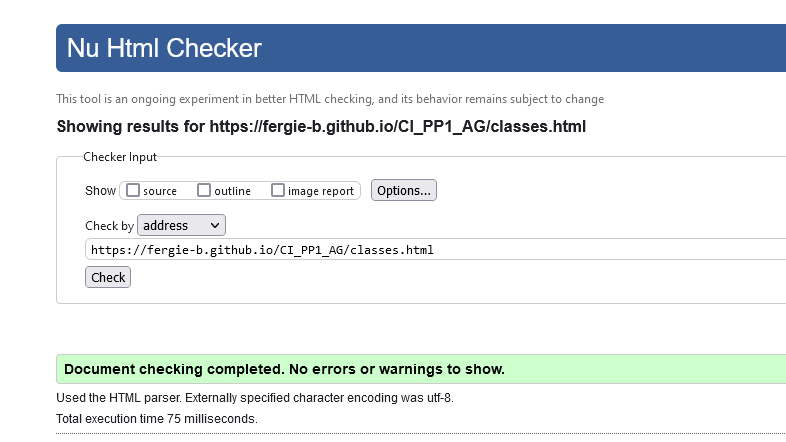 Nu Html Checker
This tool is an ongoing experiment in better HTML checking, and its behavior remains subject to change
Showing results for https://fergie-b.github.io/CI_PP1_AG/classes.html
Checker Input
Show source outline image report Options...
Check by address
https://fergie-b.github.io/CI_PP1_AG/classes.html
Check
Document checking completed. No errors or warnings to show.
Used the HTML parser. Externally specified character encoding was utf-8.
Total execution time 75 milliseconds.